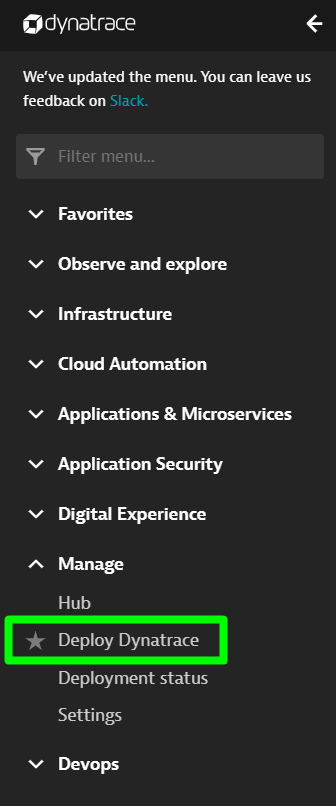 dynatrace
We've updated the menu. You can leave us
feedback on Slack.
Filter menu...
Favorites
Observe and explore
Infrastructure
Cloud Automation
Applications & Microservices
Application Security
Digital Experience
Manage
Hub
Deploy Dynatrace
Deployment status
Settings
Devops